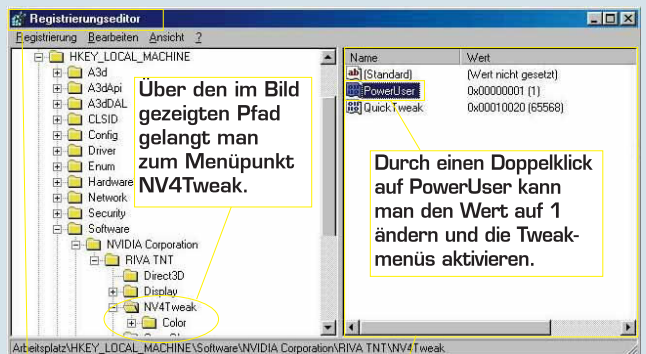 Registrierungseditor
Registrierung Bearbeiten Ansicht ?
HKEY_LOCAL_MACHINE
A3d
A3dApi
A3dDAL
CLSID
Config
Driver
Enum
Hardware
Network
Security
Software
NVIDIA Corporation
RIVA TNT
Direct3D
Display
NV4Tweak
Color
Über den im Bild
gezeigten Pfad
gelangt man
zum Menüpunkt
NV4Tweak.
Name Wert
(Standard) (Wert nicht gesetzt)
PowerUser 0x00000001 (1)
QuickTweak 0x00010020 (65568)
Durch einen Doppelklick
auf PowerUser kann
man den Wert auf 1
ändern und die Tweak-
menüs aktivieren.
Arbeitsplatz\HKEY_LOCAL_MACHINE\Software\NVIDIA Corporation\RIVA TNT\NV4Tweak